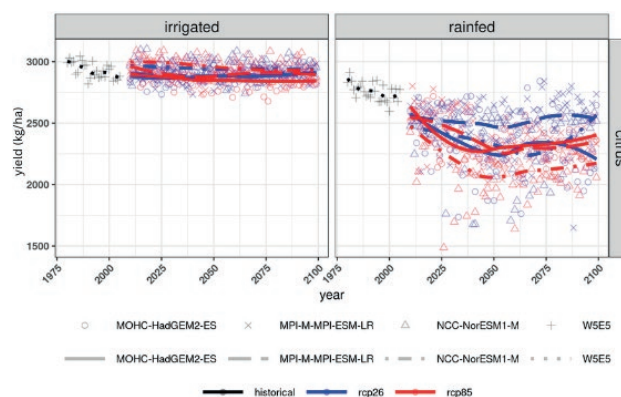 irrigated
rainfed
yield (kg/ha)
3000
2500
2000
1500
citrus
1975
2000
2025
2050
2075
2100
1975
2000
2025
2050
2075
2100
year
MOHC-HadGEM2-ES MPI-M-MPI-ESM-LR NCC-NorESM1-M W5E5
MOHC-HadGEM2-ES MPI-M-MPI-ESM-LR NCC-NorESM1-M W5E5
historical rcp26 rcp85